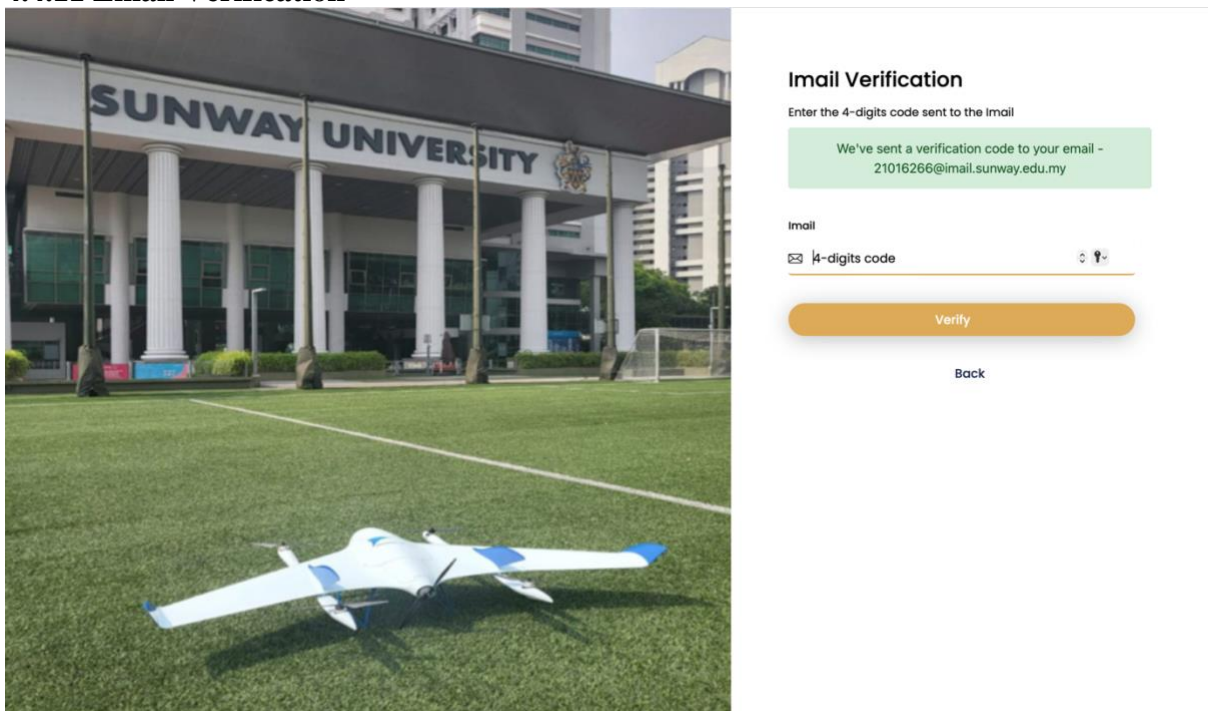 SUNWAY UNIVERSITY
Imail Verification
Enter the 4-digits code sent to the Imail
We've sent a verification code to your email -
21016266@imail.sunway.edu.my
Imail
4-digits code
Verify
Back